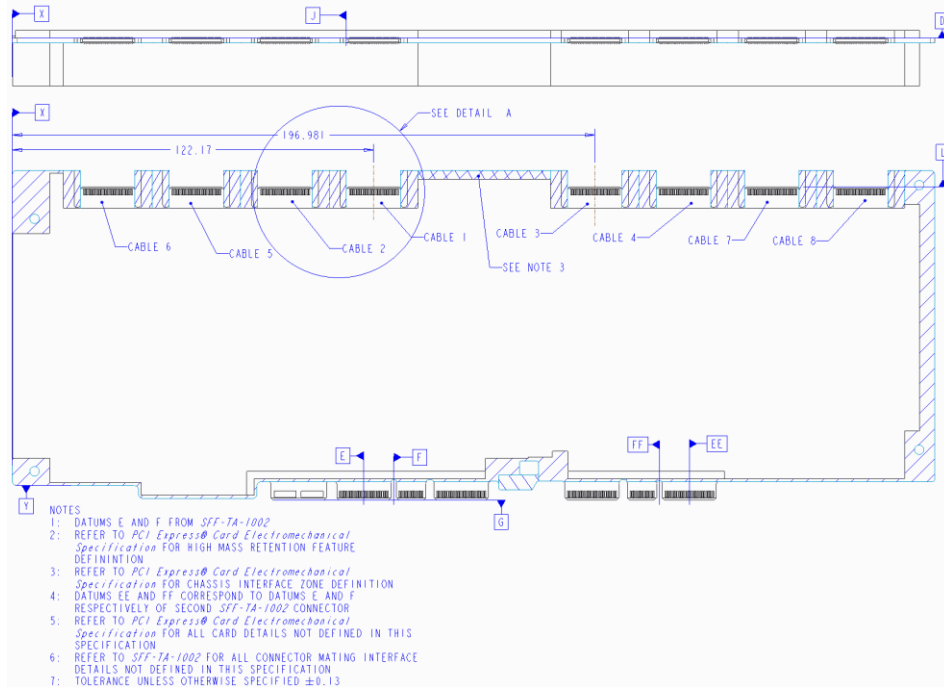 X
J
D
X
SEE DETAIL A
196.981
122.17
L
CABLE 6
CABLE 5
CABLE 2
CABLE 1
CABLE 3
CABLE 4
CABLE 7
CABLE 8
SEE NOTE 3
E
F
FF
EE
Y
G
NOTES
1: DATUMS E AND F FROM SFF-TA-1002
2: REFER TO PCI Express® Card Electromechanical
Specification FOR HIGH MASS RETENTION FEATURE
DEFININTION
3: REFER TO PCI Express® Card Electromechanical
Specification FOR CHASSIS INTERFACE ZONE DEFINITION
4: DATUMS EE AND FF CORRESPOND TO DATUMS E AND F
RESPECTIVELY OF SECOND SFF-TA-1002 CONNECTOR
5: REFER TO PCI Express® Card Electromechanical
Specification FOR ALL CARD DETAILS NOT DEFINED IN THIS
SPECIFICATION
6: REFER TO SFF-TA-1002 FOR ALL CONNECTOR MATING INTERFACE
DETAILS NOT DEFINED IN THIS SPECIFICATION
7: TOLERANCE UNLESS OTHERWISE SPECIFIED ±0.13